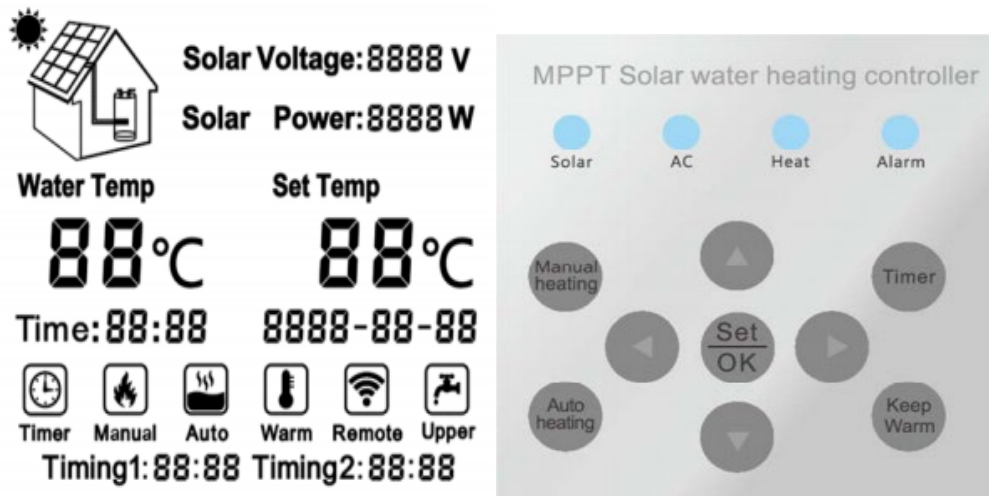 Solar Voltage:8888 V
Solar Power:8888 W
Water Temp Set Temp
88°C 88°C
Time:88:88 8888-88-88
Timer Manual Auto Warm Remote Upper
Timing1:88:88 Timing2:88:88
MPPT Solar water heating controller
Solar AC Heat Alarm
Manual
heating
Timer
Set
OK
Auto
heating
Keep
Warm